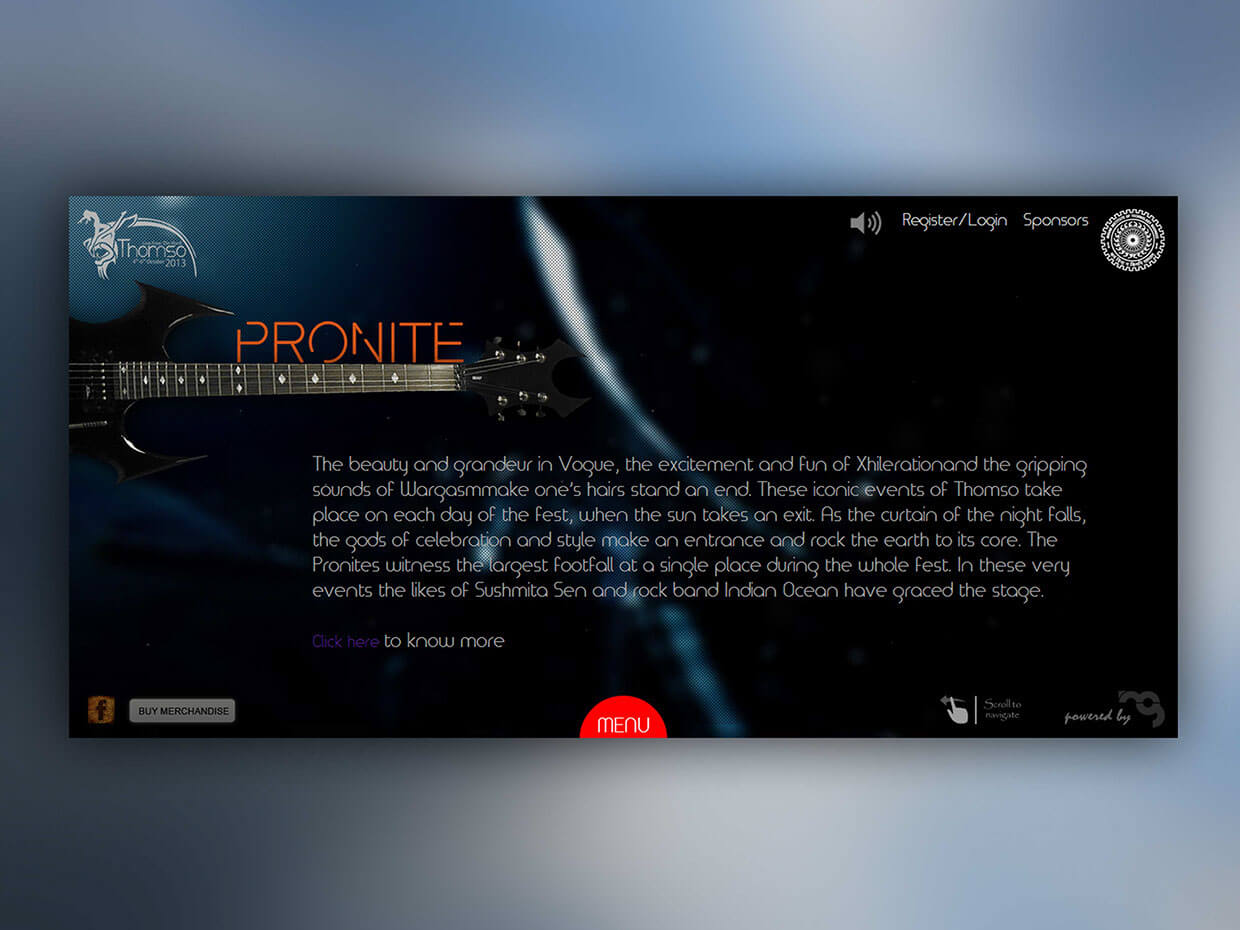 Thomso
4th-6th October 2013
Register/Login Sponsors
PRONITE
The beauty and grandeur in Vogue, the excitement and fun of Xhilerationand the gripping
sounds of Wargasmmake one's hairs stand an end. These iconic events of Thomso take
place on each day of the fest, when the sun takes an exit. As the curtain of the night falls,
the gods of celebration and style make an entrance and rock the earth to its core. The
Pronites witness the largest footfall at a single place during the whole fest. In these very
events the likes of Sushmita Sen and rock band Indian Ocean have graced the stage.
Click here to know more
f
BUY MERCHANDISE
MENU
Scroll to
navigate
powered by